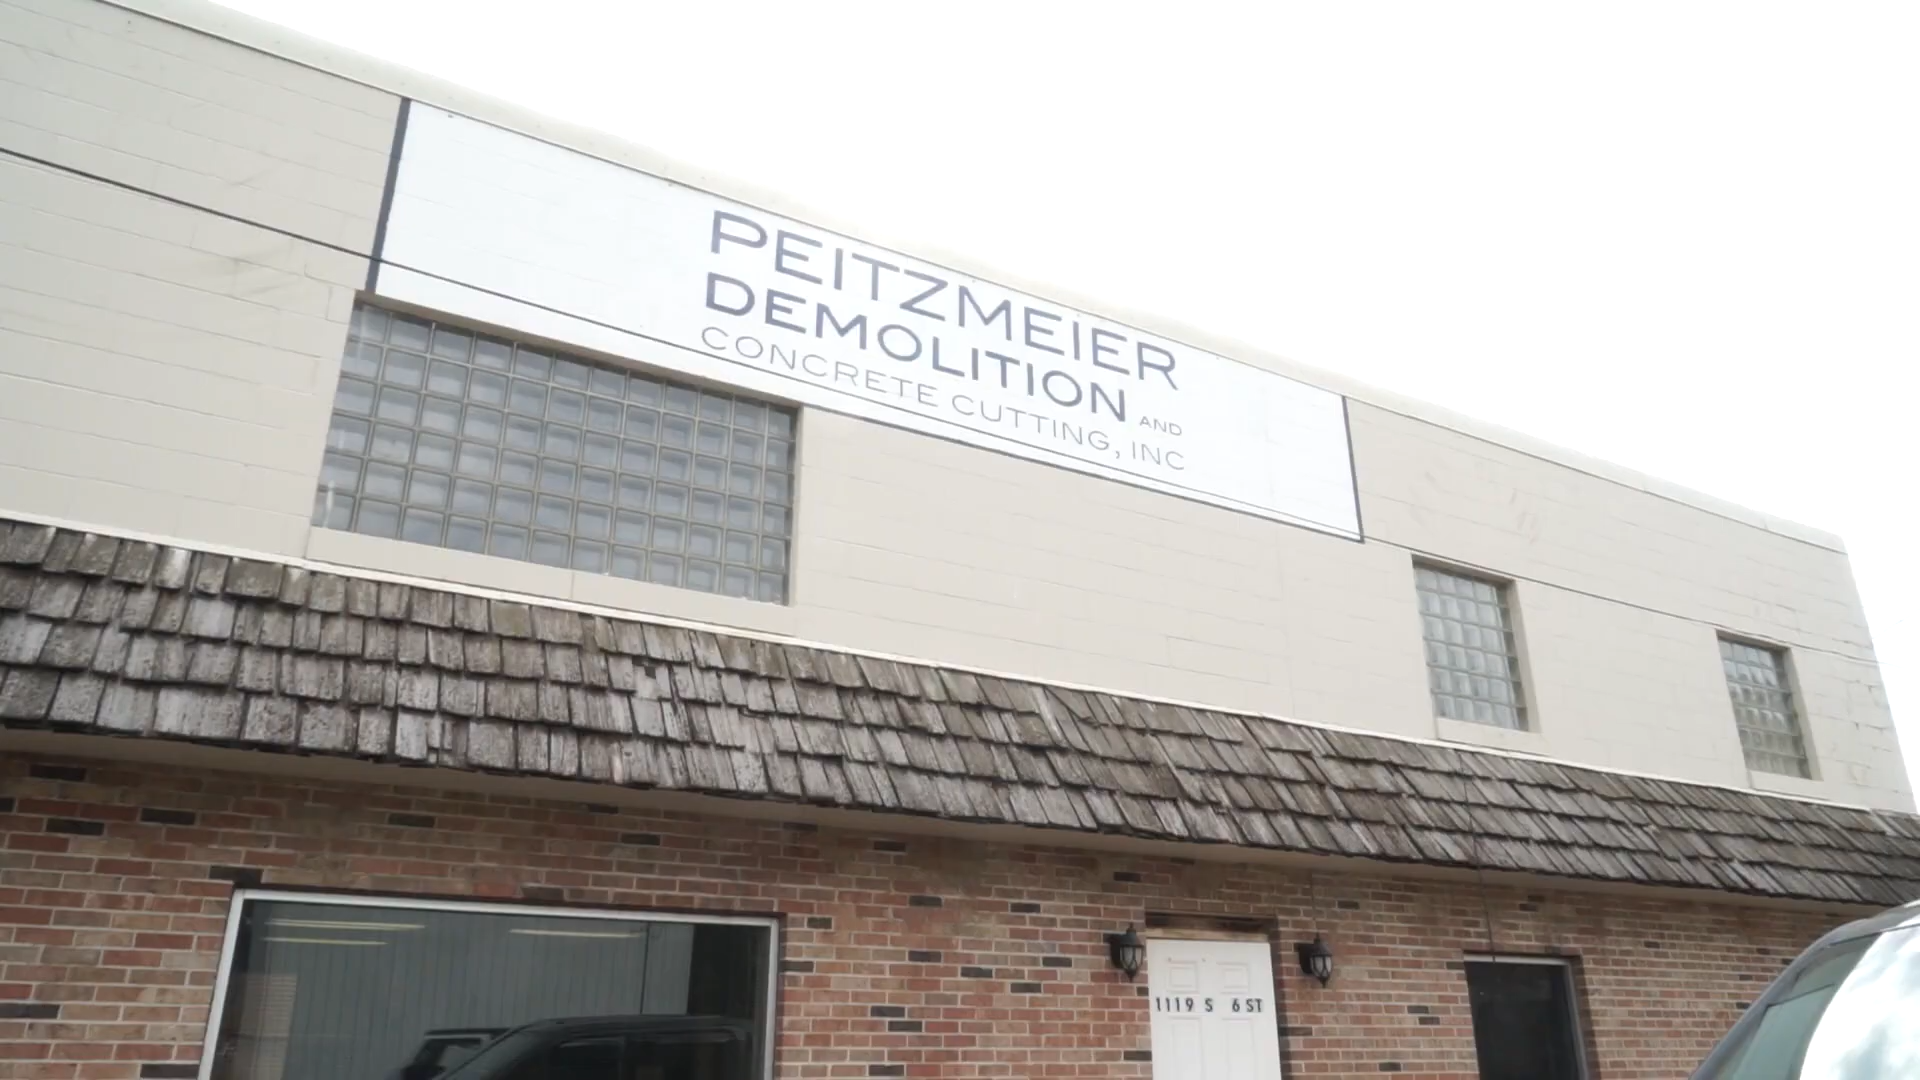 PEITZMEIER
DEMOLITION AND
CONCRETE CUTTING, INC
1119 S 6 ST